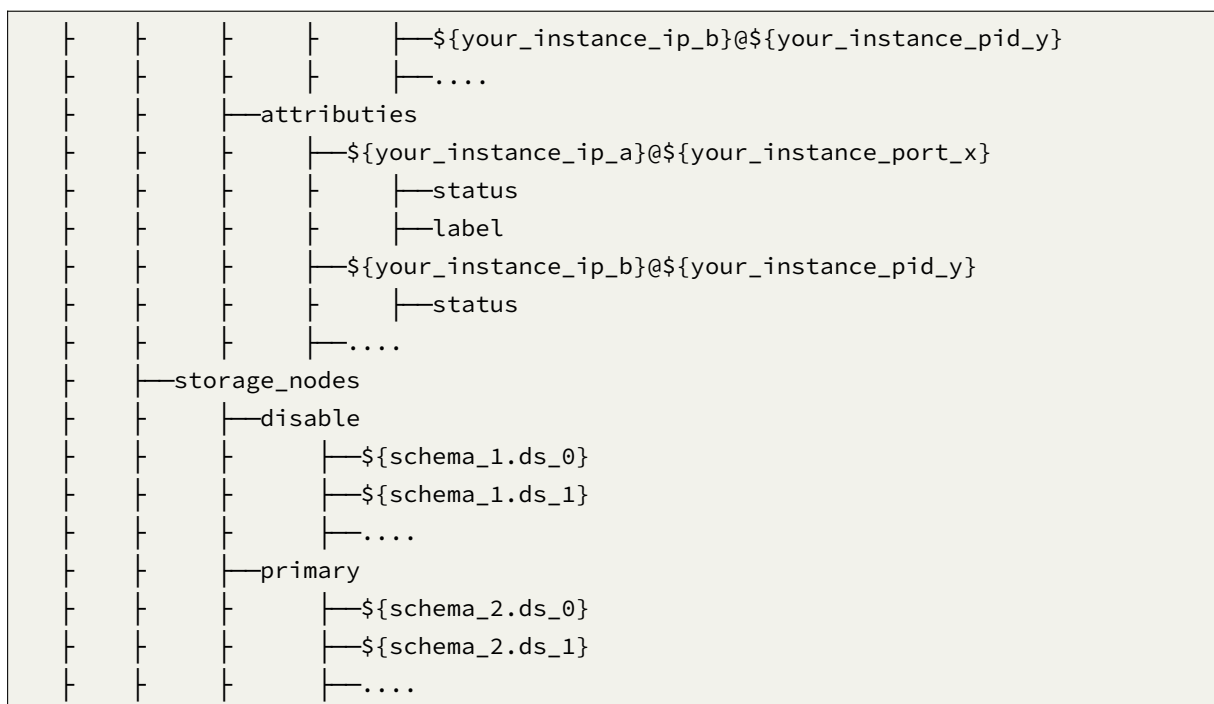 ├     ├     ├     ├     ├──${your_instance_ip_b}@${your_instance_pid_y}
├     ├     ├     ├     ├──....
├     ├     ├──attributies
├     ├     ├     ├──${your_instance_ip_a}@${your_instance_port_x}
├     ├     ├     ├     ├──status
├     ├     ├     ├     ├──label
├     ├     ├     ├──${your_instance_ip_b}@${your_instance_pid_y}
├     ├     ├     ├     ├──status
├     ├     ├     ├──....
├     ├──storage_nodes
├     ├     ├──disable
├     ├     ├      ├──${schema_1.ds_0}
├     ├     ├      ├──${schema_1.ds_1}
├     ├     ├      ├──....
├     ├     ├──primary
├     ├     ├      ├──${schema_2.ds_0}
├     ├     ├      ├──${schema_2.ds_1}
├     ├     ├      ├──....